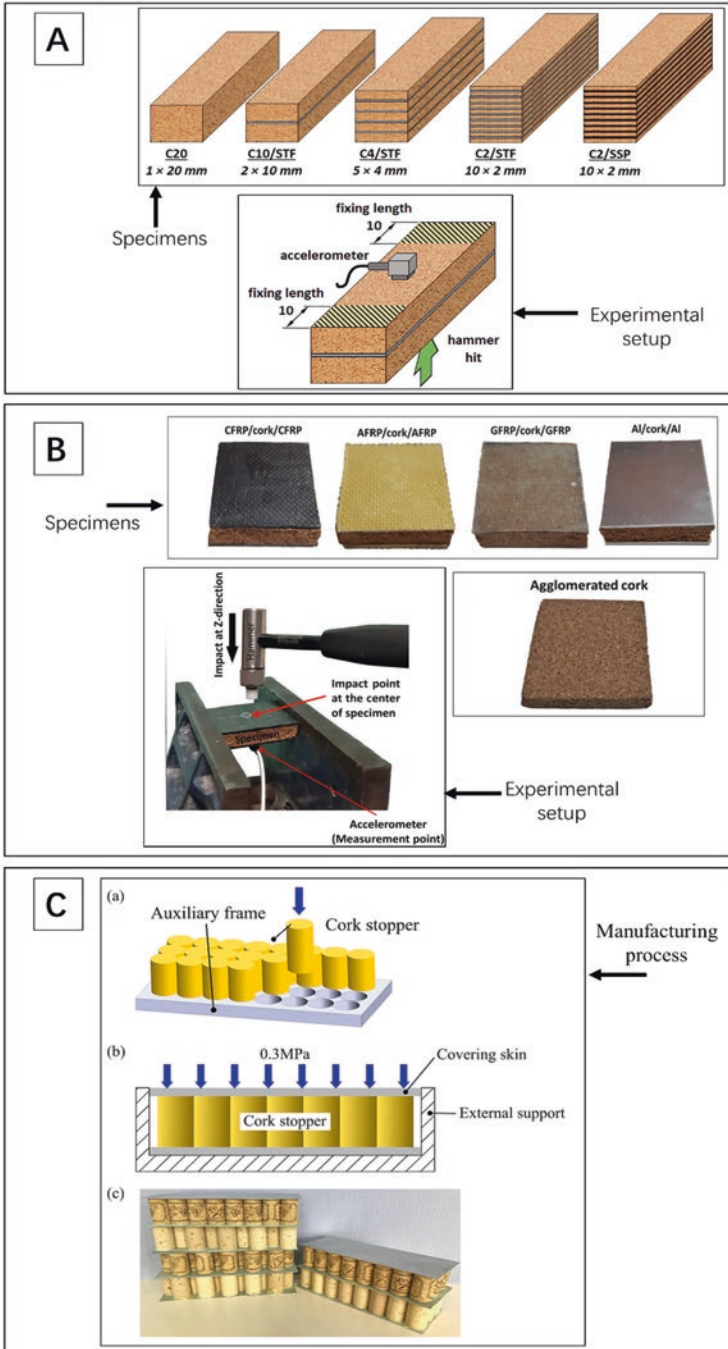 A
C20
1 × 20 mm
C10/STF
2 × 10 mm
C4/STF
5 × 4 mm
C2/STF
10 × 2 mm
C2/SSP
10 × 2 mm
Specimens
fixing length
10
accelerometer
fixing length
10
hammer
hit
Experimental
setup
B
CFRP/cork/CFRP
AFRP/cork/AFRP
GFRP/cork/GFRP
Al/cork/Al
Specimens
Impact at Z-direction
Hammer
Impact point
at the center
of specimen
Specimen
Accelerometer
(Measurement point)
Agglomerated cork
Experimental
setup
C
(a)
Auxiliary frame
Cork stopper
Manufacturing
process
(b)
0.3MPa
Covering skin
Cork stopper
External support
(c)